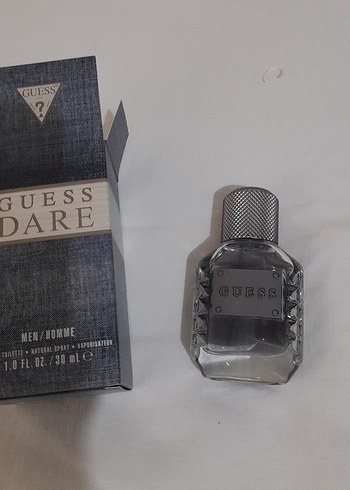 GUESS
?
GUESS
DARE
MEN/HOMME
TOILETTE • NATURAL SPRAY • VAPORISATEUR
1.0 FL.OZ./30 mL ℮
GUESS